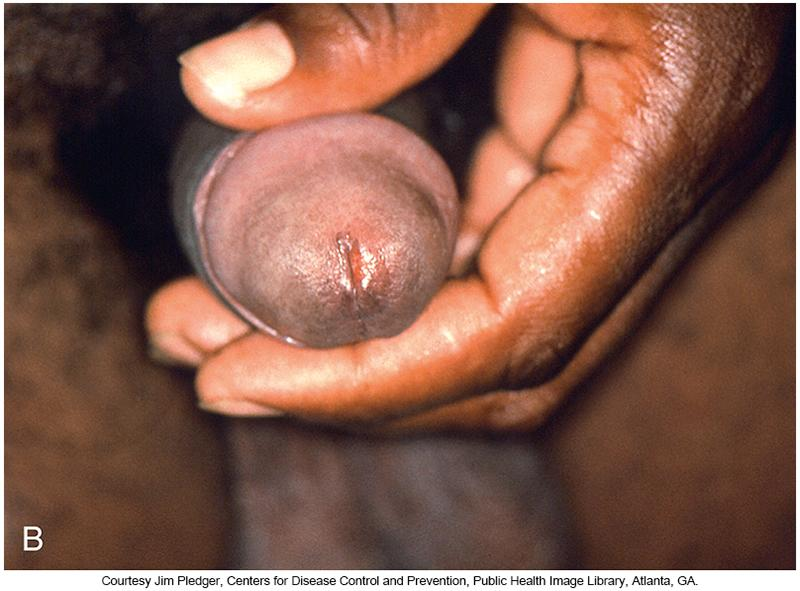 B
Courtesy Jim Pledger, Centers for Disease Control and Prevention, Public Health Image Library, Atlanta, GA.